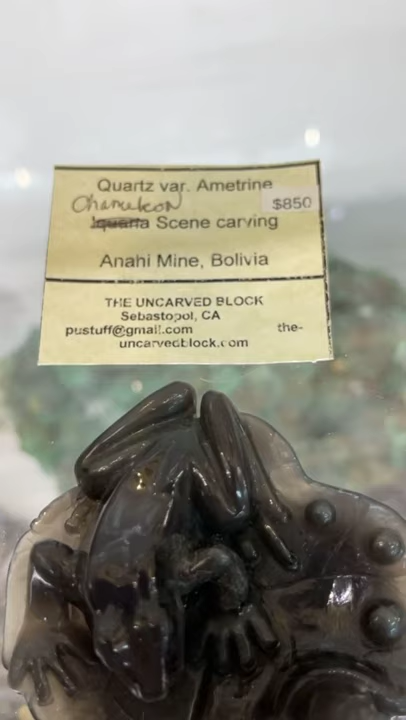 Quartz var. Ametrine
Chameleon
$850
Iquana Scene carving
Anahi Mine, Bolivia
THE UNCARVED BLOCK
Sebastopol, CA
pustuff@gmail.com the-
uncarvedblock.com